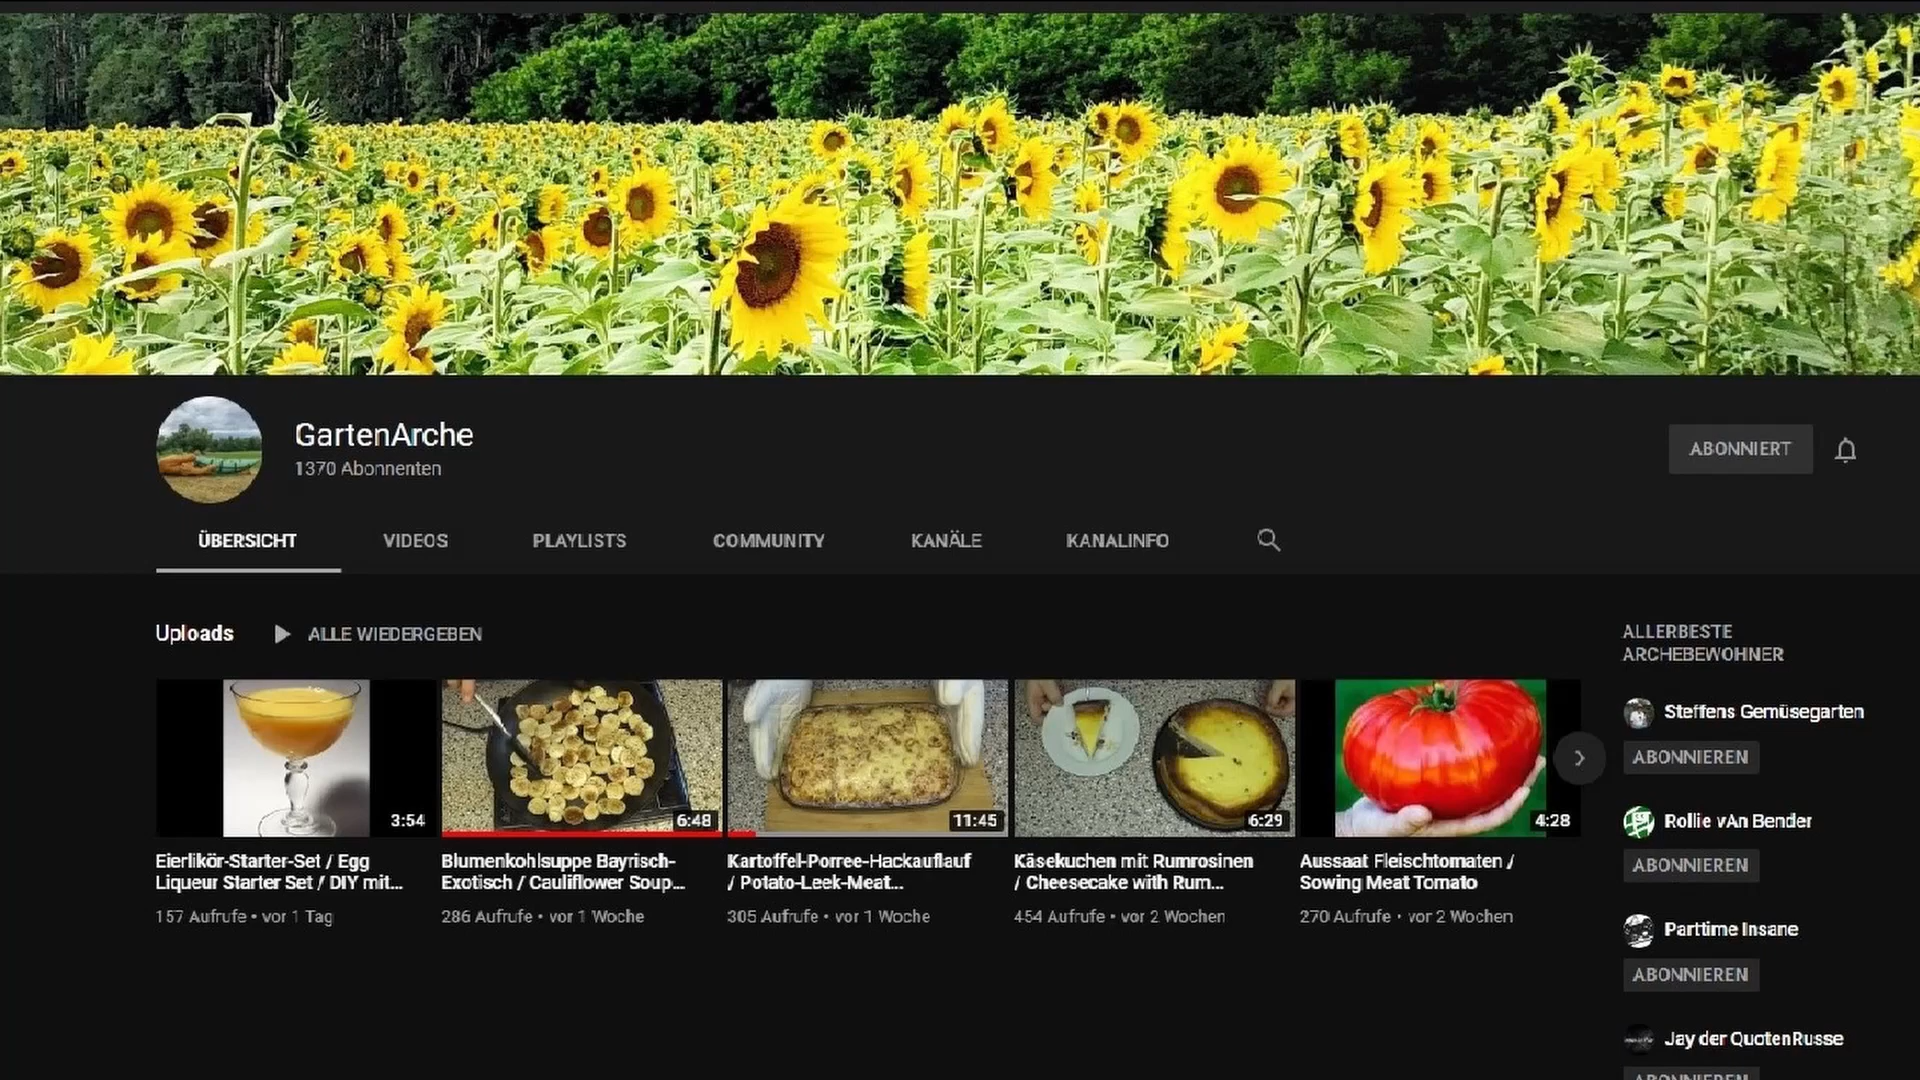 GartenArche
1370 Abonnenten
ABONNIERT
ÜBERSICHT
VIDEOS
PLAYLISTS
COMMUNITY
KANÄLE
KANALINFO
Uploads
ALLE WIEDERGEBEN
3:54
Eierlikör-Starter-Set / Egg
Liqueur Starter Set / DIY mit...
157 Aufrufe • vor 1 Tag
6:48
Blumenkohlsuppe Bayrisch-
Exotisch / Cauliflower Soup...
286 Aufrufe • vor 1 Woche
11:45
Kartoffel-Porree-Hackauflauf
/ Potato-Leek-Meat...
305 Aufrufe • vor 1 Woche
6:29
Käsekuchen mit Rumrosinen
/ Cheesecake with Rum...
454 Aufrufe • vor 2 Wochen
4:28
Aussaat Fleischtomaten /
Sowing Meat Tomato
270 Aufrufe • vor 2 Wochen
ALLERBESTE
ARCHEBEWOHNER
Steffens Gemüsegarten
ABONNIEREN
Rollie vAn Bender
ABONNIEREN
Parttime Insane
ABONNIEREN
Jay der QuotenRusse
ABONNIEREN